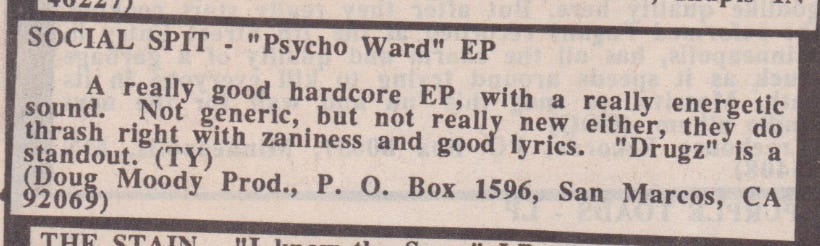 46227)
SOCIAL SPIT - "Psycho Ward" EP
A really good hardcore EP, with a really energetic
sound. Not generic, but not really new either, they do
thrash right with zaniness and good lyrics. "Drugz" is a
standout. (TY)
(Doug Moody Prod., P. O. Box 1596, San Marcos, CA
92069)
THE STAIN